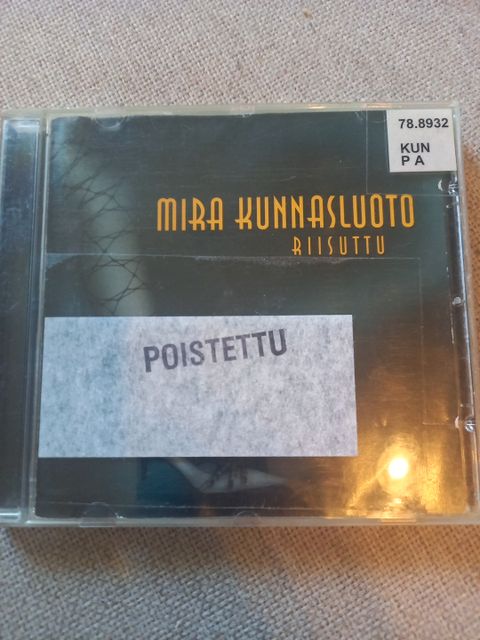 78.8932
KUN
P A
MIRA KUNNASLUOTO
RIISUTTU
POISTETTU